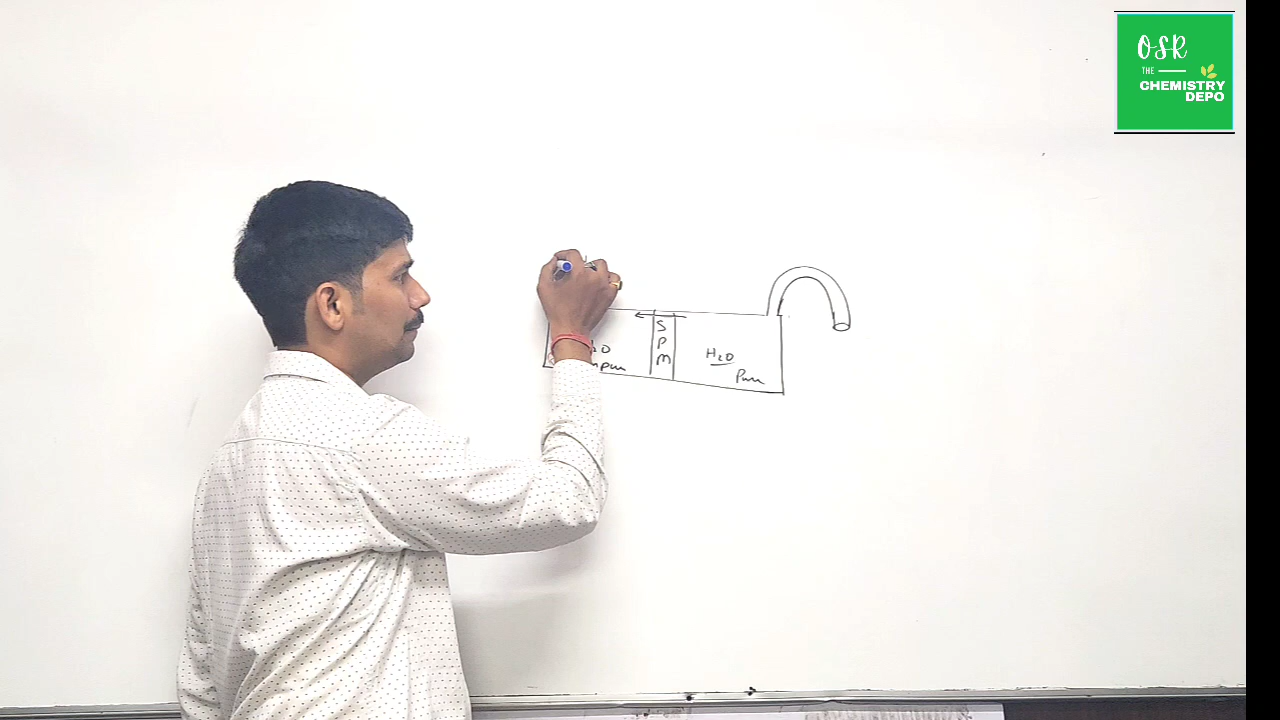 OSR
THE
CHEMISTRY
DEPO
S
P
M
H2O
Pure